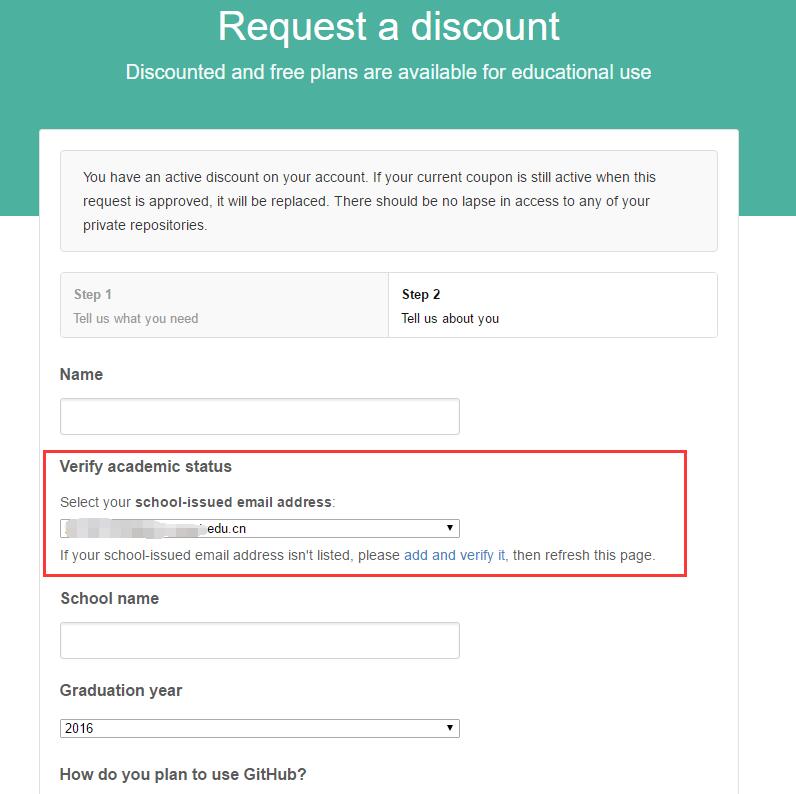 Request a discount
Discounted and free plans are available for educational use
You have an active discount on your account. If your current coupon is still active when this
request is approved, it will be replaced. There should be no lapse in access to any of your
private repositories.
Step 1
Tell us what you need
Step 2
Tell us about you
Name
Verify academic status
Select your school-issued email address:
edu.cn
If your school-issued email address isn't listed, please add and verify it, then refresh this page.
School name
Graduation year
2016
How do you plan to use GitHub?